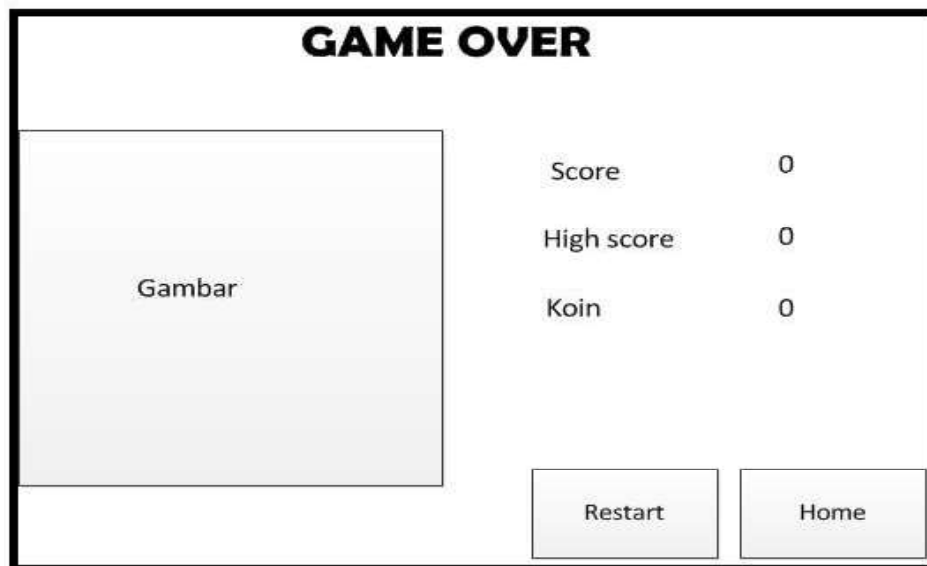 GAME OVER
Gambar
Score 0
High score 0
Koin 0
Restart Home